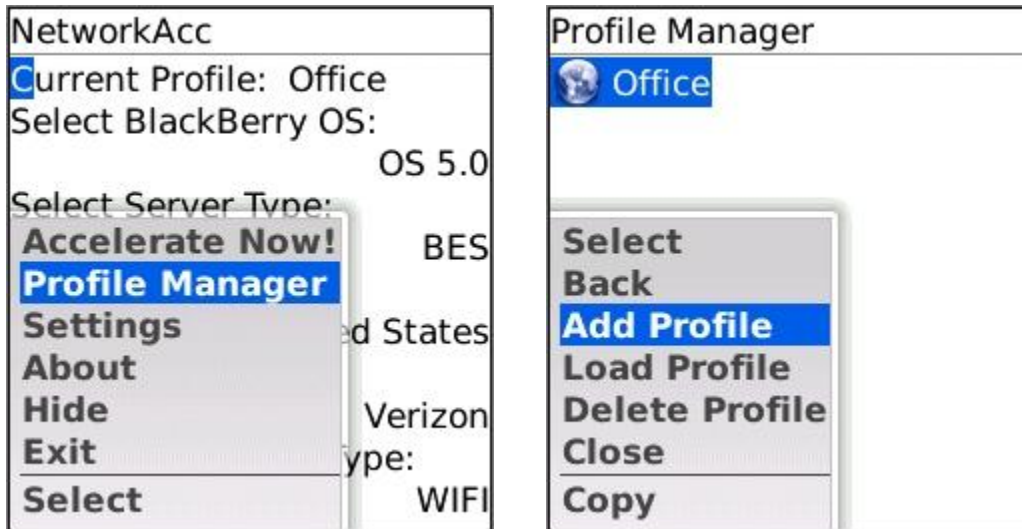 NetworkAcc
Current Profile: Office
Select BlackBerry OS:
OS 5.0
Select Server Type:
BES
ed States
Verizon
ype:
WIFI
Accelerate Now!
Profile Manager
Settings
About
Hide
Exit
Select
Profile Manager
Office
Select
Back
Add Profile
Load Profile
Delete Profile
Close
Copy